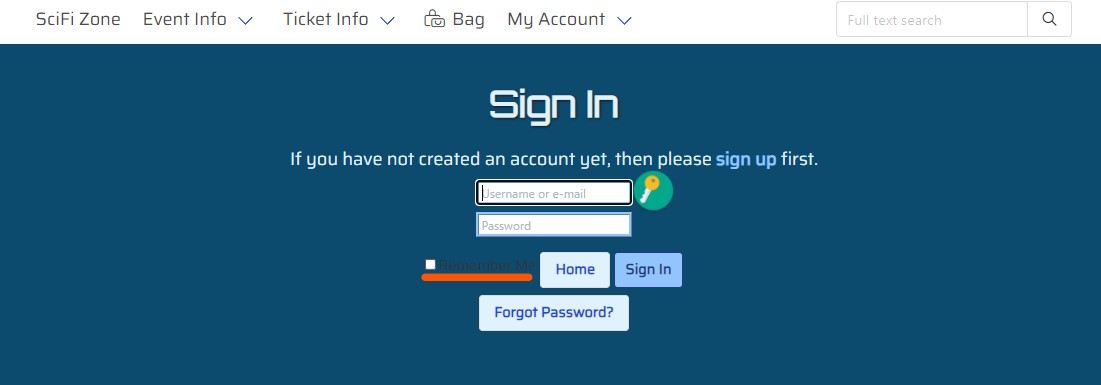 SciFi Zone Event Info Ticket Info Bag My Account Full text search
Sign In
If you have not created an account yet, then please sign up first.
Username or e-mail
Password
Remember Me Home Sign In
Forgot Password?